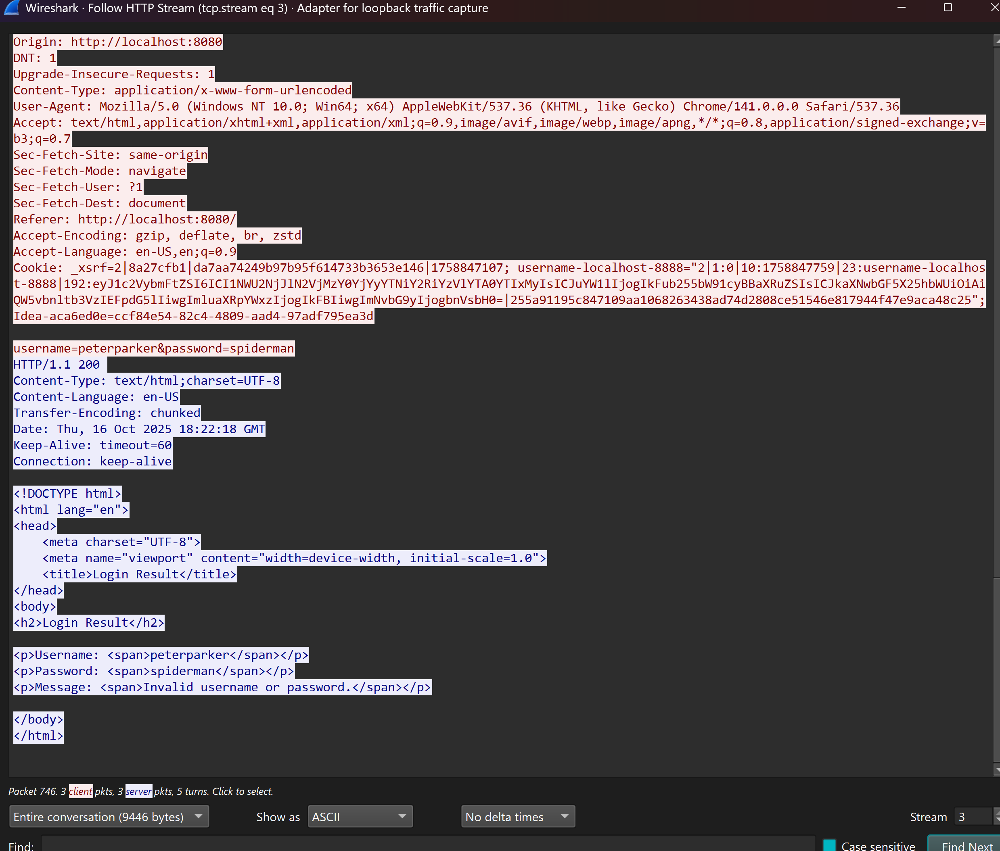 Wireshark · Follow HTTP Stream (tcp.stream eq 3) · Adapter for loopback traffic capture
Origin: http://localhost:8080
DNT: 1
Upgrade-Insecure-Requests: 1
Content-Type: application/x-www-form-urlencoded
User-Agent: Mozilla/5.0 (Windows NT 10.0; Win64; x64) AppleWebKit/537.36 (KHTML, like Gecko) Chrome/141.0.0.0 Safari/537.36
Accept: text/html,application/xhtml+xml,application/xml;q=0.9,image/avif,image/webp,image/apng,*/*;q=0.8,application/signed-exchange;v=
b3;q=0.7
Sec-Fetch-Site: same-origin
Sec-Fetch-Mode: navigate
Sec-Fetch-User: ?1
Sec-Fetch-Dest: document
Referer: http://localhost:8080/
Accept-Encoding: gzip, deflate, br, zstd
Accept-Language: en-US,en;q=0.9
Cookie: _xsrf=2|8a27cfb1|da7aa74249b97b95f614733b3653e146|1758847107; username-localhost-8888="2|1:0|10:1758847759|23:username-localhos
t-8888|192:eyJ1c2VybmFtZSI6ICI1NWU2NjJlN2VjMzY0YjYyYTNiY2RiYzVlYTA0YTIxMyIsICJuYW1lIjogIkFub255bW91cyBBaXRuZSIsICJkaXNwbGF5X25hbWUiOiAi
QW5vbnltb3VzIEFpdG5lIiwgImluaXRpYWxzIjogIkFBIiwgImNvbG9yIjogbnVsbH0=|255a91195c847109aa1068263438ad74d2808ce51546e817944f47e9aca48c25";
Idea-aca6ed0e=ccf84e54-82c4-4809-aad4-97adf795ea3d
username=peterparker&password=spiderman
HTTP/1.1 200
Content-Type: text/html;charset=UTF-8
Content-Language: en-US
Transfer-Encoding: chunked
Date: Thu, 16 Oct 2025 18:22:18 GMT
Keep-Alive: timeout=60
Connection: keep-alive
<!DOCTYPE html>
<html lang="en">
<head>
    <meta charset="UTF-8">
    <meta name="viewport" content="width=device-width, initial-scale=1.0">
    <title>Login Result</title>
</head>
<body>
<h2>Login Result</h2>
<p>Username: <span>peterparker</span></p>
<p>Password: <span>spiderman</span></p>
<p>Message: <span>Invalid username or password.</span></p>
</body>
</html>
Packet 746. 3 client pkts, 3 server pkts, 5 turns. Click to select.
Entire conversation (9446 bytes) Show as ASCII No delta times Stream 3
Find: Case sensitive Find Next